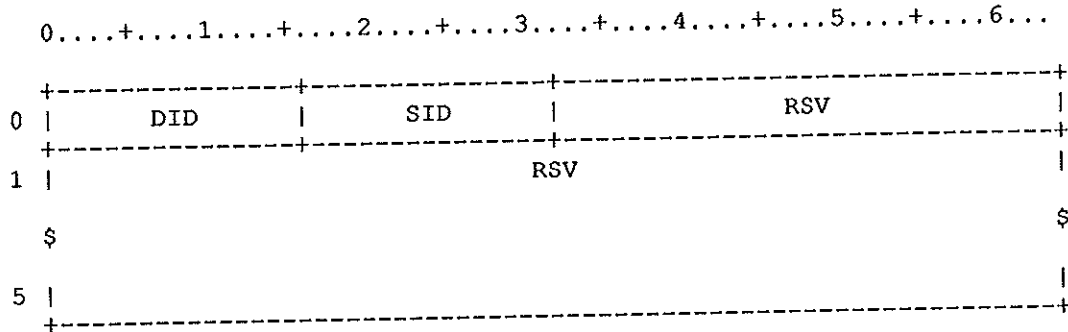 0....+....1....+....2....+....3....+....4....+....5....+....6...
+---------------+---------------+-------------------------------+
0 | DID | SID | RSV |
+---------------+---------------+-------------------------------+
1 | RSV |
$ $
5 | |
+---------------------------------------------------------------+